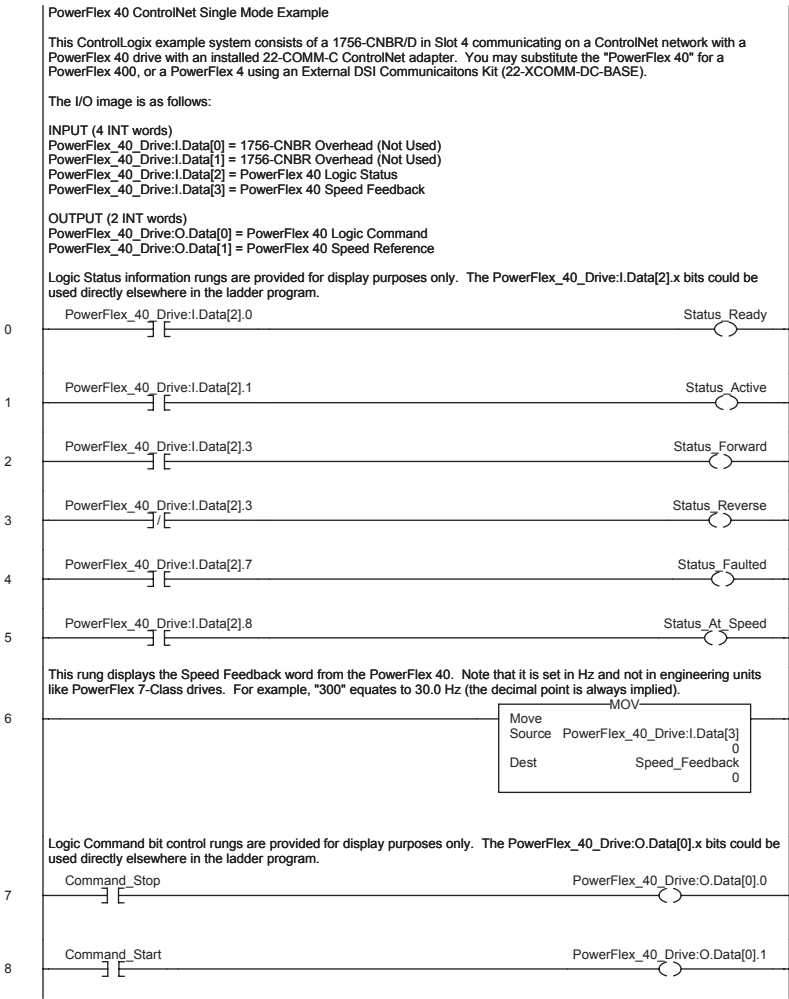 PowerFlex 40 ControlNet Single Mode Example
This ControlLogix example system consists of a 1756-CNBR/D in Slot 4 communicating on a ControlNet network with a
PowerFlex 40 drive with an installed 22-COMM-C ControlNet adapter.  You may substitute the "PowerFlex 40" for a
PowerFlex 400, or a PowerFlex 4 using an External DSI Communicaitons Kit (22-XCOMM-DC-BASE).
The I/O image is as follows:
INPUT (4 INT words)
PowerFlex_40_Drive:I.Data[0] = 1756-CNBR Overhead (Not Used)
PowerFlex_40_Drive:I.Data[1] = 1756-CNBR Overhead (Not Used)
PowerFlex_40_Drive:I.Data[2] = PowerFlex 40 Logic Status
PowerFlex_40_Drive:I.Data[3] = PowerFlex 40 Speed Feedback
OUTPUT (2 INT words)
PowerFlex_40_Drive:O.Data[0] = PowerFlex 40 Logic Command
PowerFlex_40_Drive:O.Data[1] = PowerFlex 40 Speed Reference
Logic Status information rungs are provided for display purposes only.  The PowerFlex_40_Drive:I.Data[2].x bits could be
used directly elsewhere in the ladder program.
PowerFlex_40_Drive:I.Data[2].0 Status_Ready
0
PowerFlex_40_Drive:I.Data[2].1 Status_Active
1
PowerFlex_40_Drive:I.Data[2].3 Status_Forward
2
PowerFlex_40_Drive:I.Data[2].3 Status_Reverse
3
PowerFlex_40_Drive:I.Data[2].7 Status_Faulted
4
PowerFlex_40_Drive:I.Data[2].8 Status_At_Speed
5
This rung displays the Speed Feedback word from the PowerFlex 40.  Note that it is set in Hz and not in engineering units
like PowerFlex 7-Class drives.  For example, "300" equates to 30.0 Hz (the decimal point is always implied).
MOV
6 Move
Source PowerFlex_40_Drive:I.Data[3]
0
Dest Speed_Feedback
0
Logic Command bit control rungs are provided for display purposes only.  The PowerFlex_40_Drive:O.Data[0].x bits could be
used directly elsewhere in the ladder program.
Command_Stop PowerFlex_40_Drive:O.Data[0].0
7
Command_Start PowerFlex_40_Drive:O.Data[0].1
8